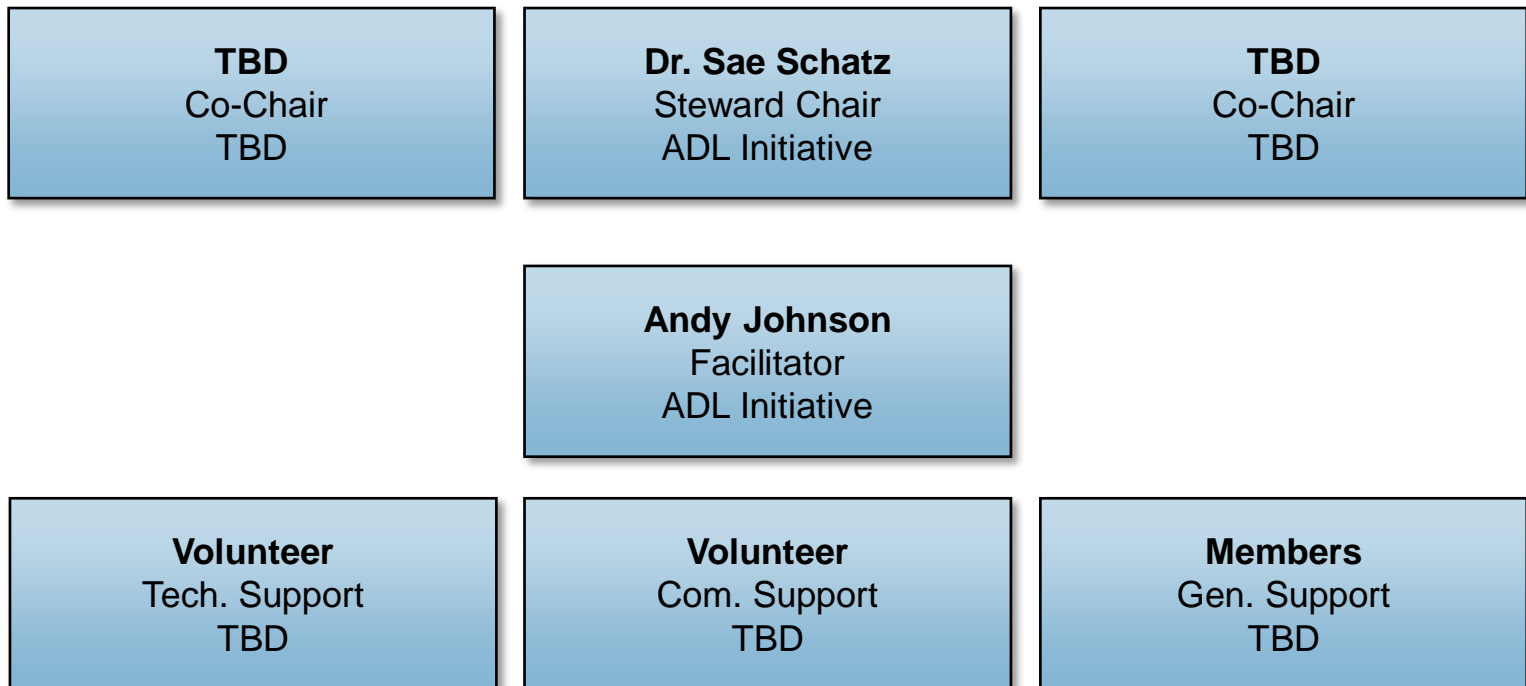 TBD
Co-Chair
TBD
Dr. Sae Schatz
Steward Chair
ADL Initiative
TBD
Co-Chair
TBD
Andy Johnson
Facilitator
ADL Initiative
Volunteer
Tech. Support
TBD
Volunteer
Com. Support
TBD
Members
Gen. Support
TBD